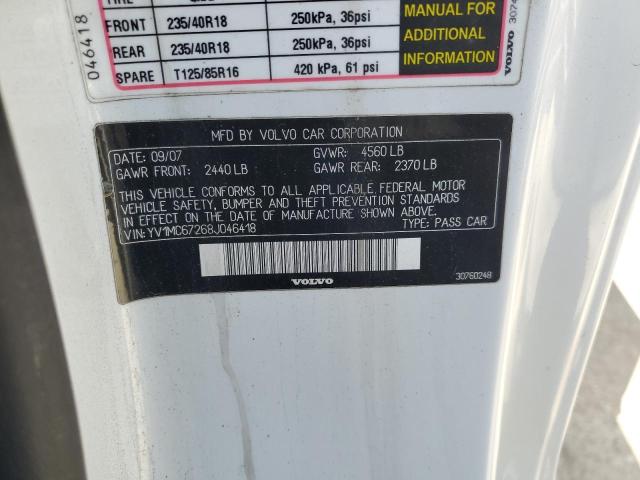 046418
FRONT 235/40R18 250kPa, 36psi
REAR 235/40R18 250kPa, 36psi
SPARE T125/85R16 420 kPa, 61 psi
MANUAL FOR
ADDITIONAL
INFORMATION
VOLVO
MFD BY VOLVO CAR CORPORATION
DATE: 09/07 GVWR: 4560 LB
GAWR FRONT: 2440 LB GAWR REAR: 2370 LB
THIS VEHICLE CONFORMS TO ALL APPLICABLE FEDERAL MOTOR
VEHICLE SAFETY, BUMPER AND THEFT PREVENTION STANDARDS
IN EFFECT ON THE DATE OF MANUFACTURE SHOWN ABOVE.
VIN: YV1MC67268J046418 TYPE: PASS CAR
VOLVO
30760248